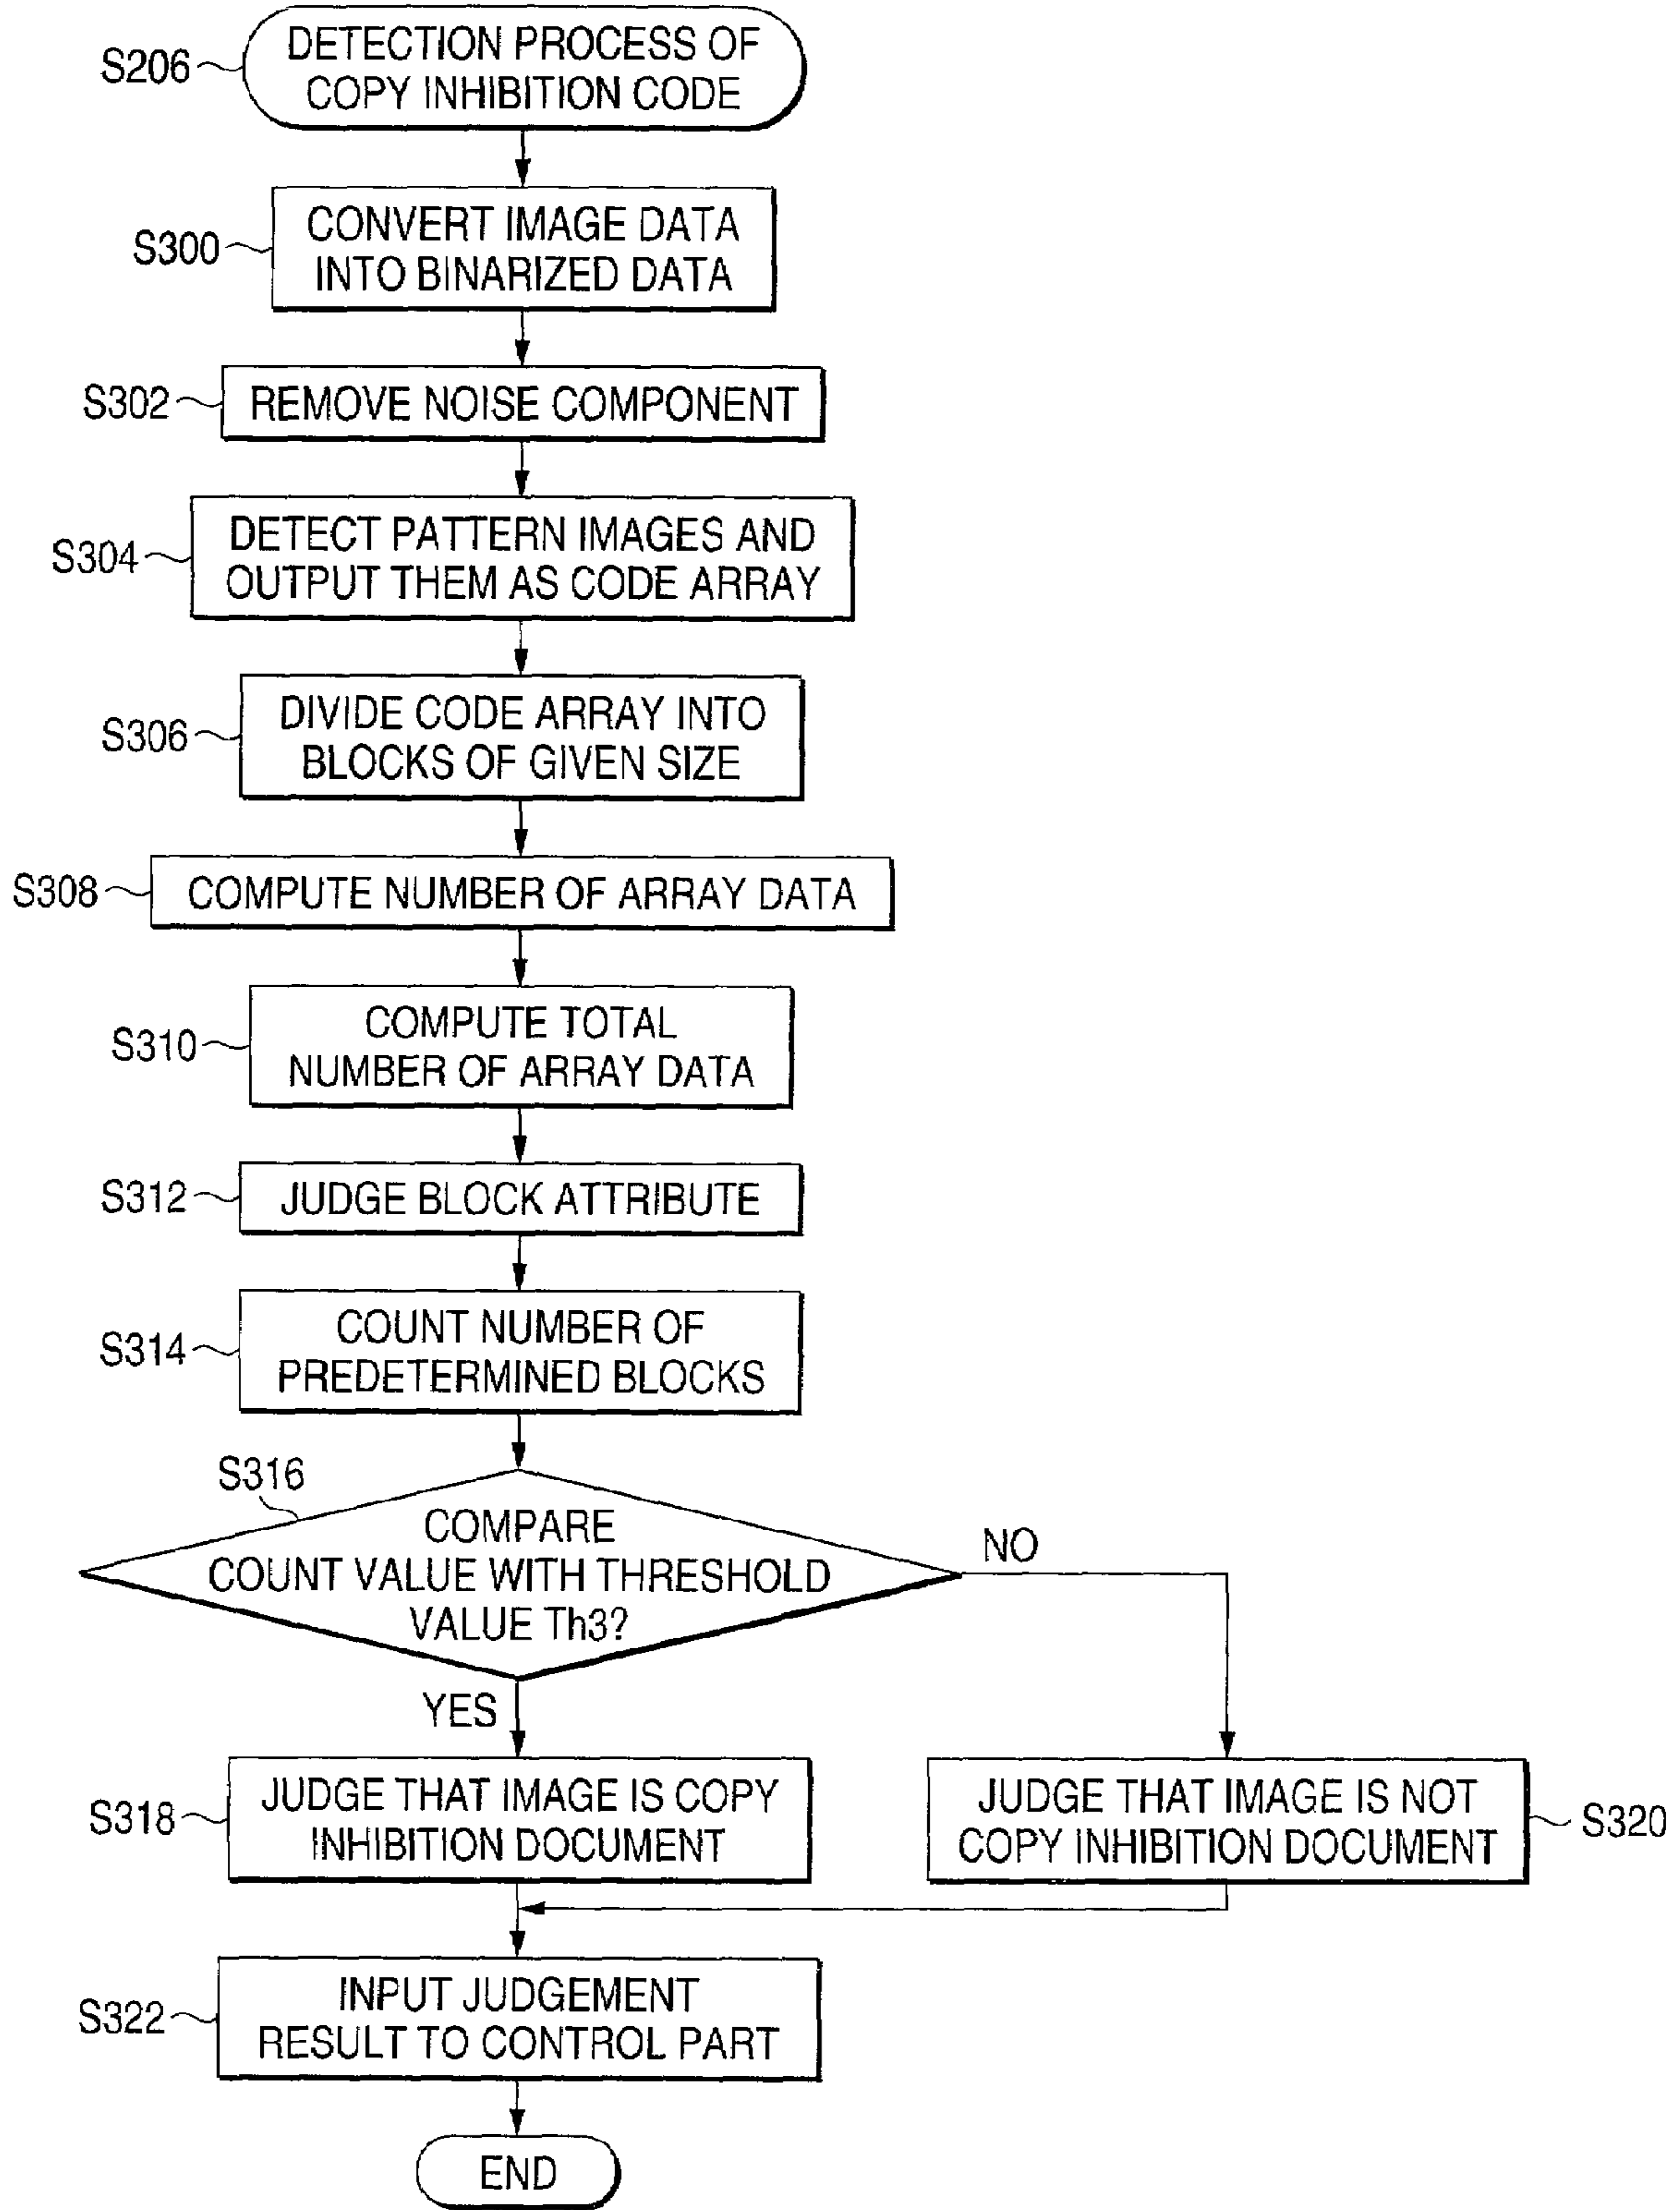 S206
DETECTION PROCESS OF
COPY INHIBITION CODE
S300
CONVERT IMAGE DATA
INTO BINARIZED DATA
S302
REMOVE NOISE COMPONENT
S304
DETECT PATTERN IMAGES AND
OUTPUT THEM AS CODE ARRAY
S306
DIVIDE CODE ARRAY INTO
BLOCKS OF GIVEN SIZE
S308
COMPUTE NUMBER OF ARRAY DATA
S310
COMPUTE TOTAL
NUMBER OF ARRAY DATA
S312
JUDGE BLOCK ATTRIBUTE
S314
COUNT NUMBER OF
PREDETERMINED BLOCKS
S316
COMPARE
COUNT VALUE WITH THRESHOLD
VALUE Th3?
NO
YES
S318
JUDGE THAT IMAGE IS COPY
INHIBITION DOCUMENT
JUDGE THAT IMAGE IS NOT
COPY INHIBITION DOCUMENT
S320
S322
INPUT JUDGEMENT
RESULT TO CONTROL PART
END